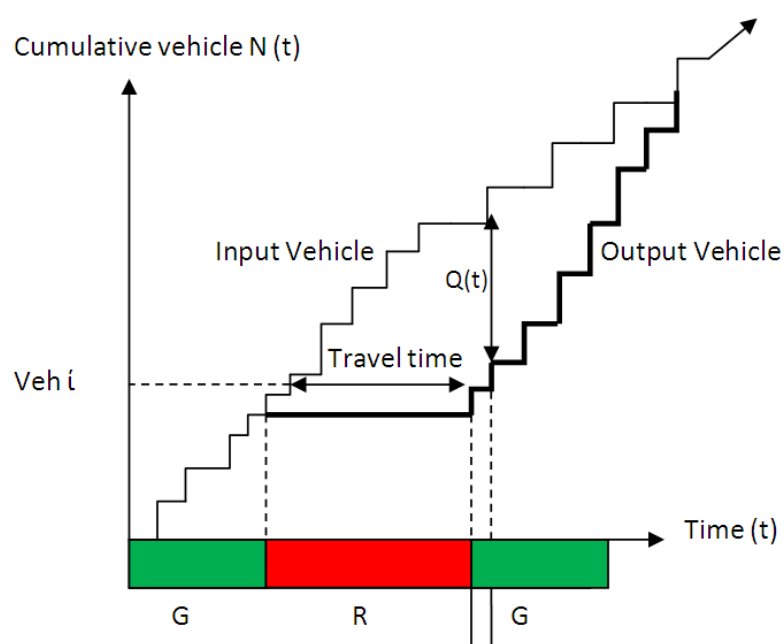 Cumulative vehicle N (t)
Input Vehicle
Output Vehicle
Q(t)
Travel time
Veh ί
Time (t)
G
R
G